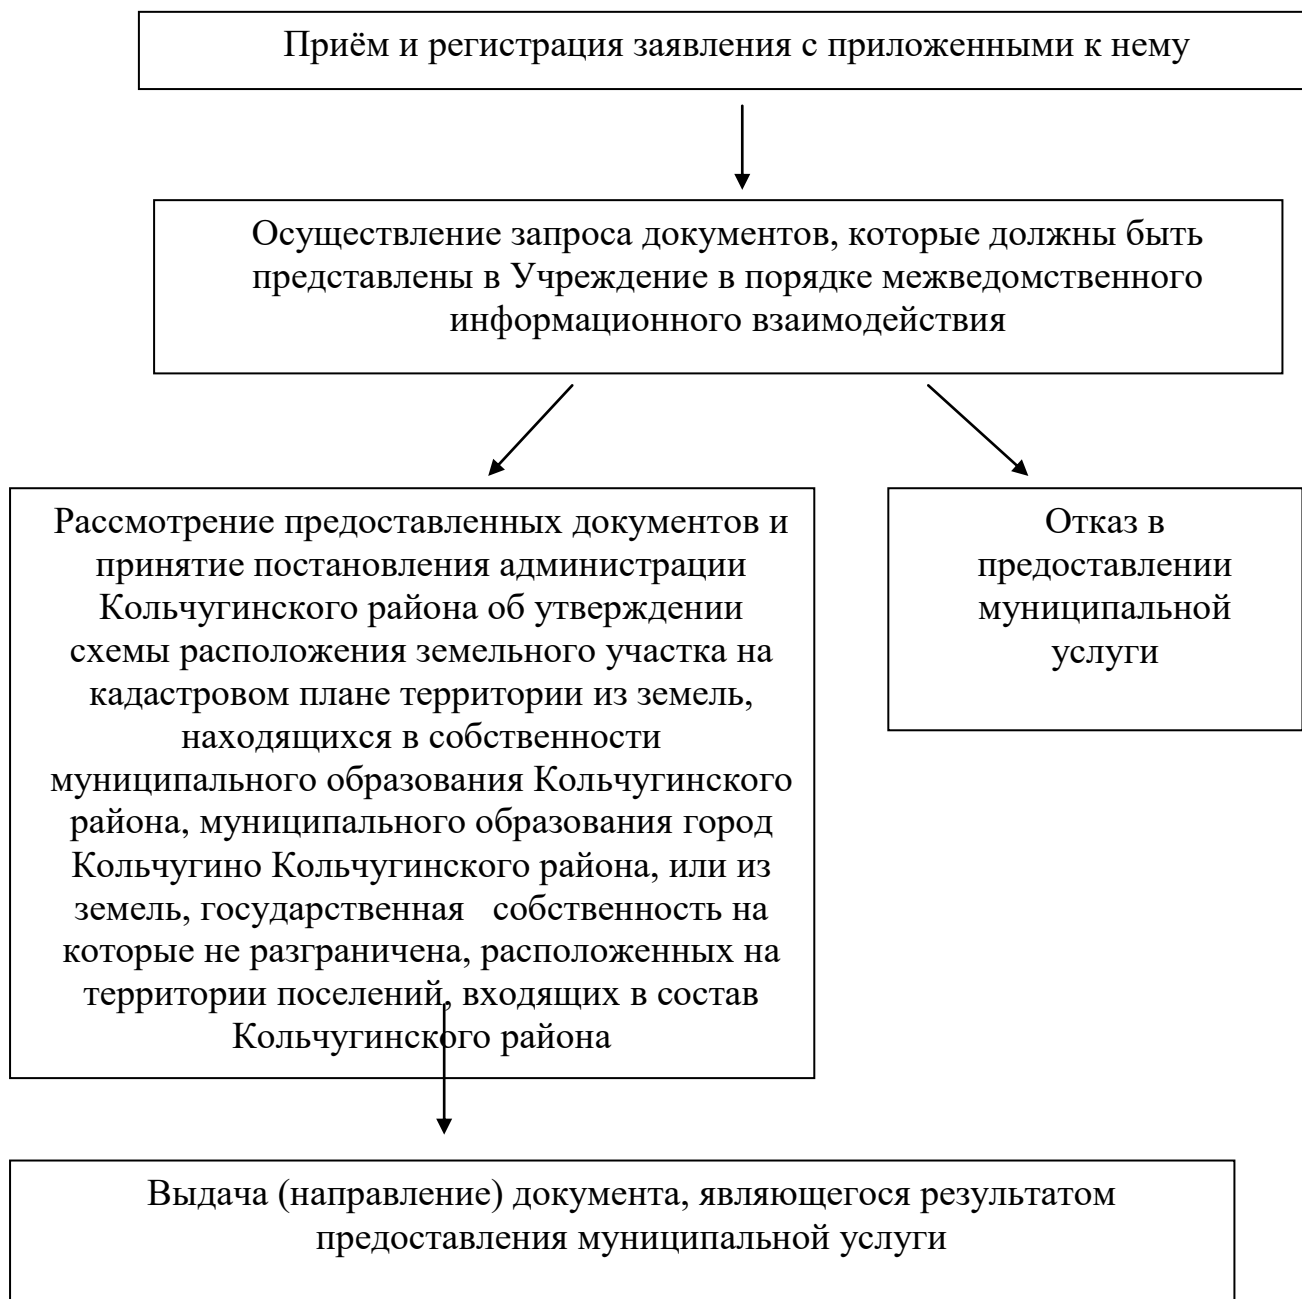 Приём и регистрация заявления с приложенными к нему
Осуществление запроса документов, которые должны быть
представлены в Учреждение в порядке межведомственного
информационного взаимодействия
Рассмотрение предоставленных документов и
принятие постановления администрации
Кольчугинского района об утверждении
схемы расположения земельного участка на
кадастровом плане территории из земель,
находящихся в собственности
муниципального образования Кольчугинского
района, муниципального образования город
Кольчугино Кольчугинского района, или из
земель, государственная собственность на
которые не разграничена, расположенных на
территории поселений, входящих в состав
Кольчугинского района
Отказ в
предоставлении
муниципальной
услуги
Выдача (направление) документа, являющегося результатом
предоставления муниципальной услуги